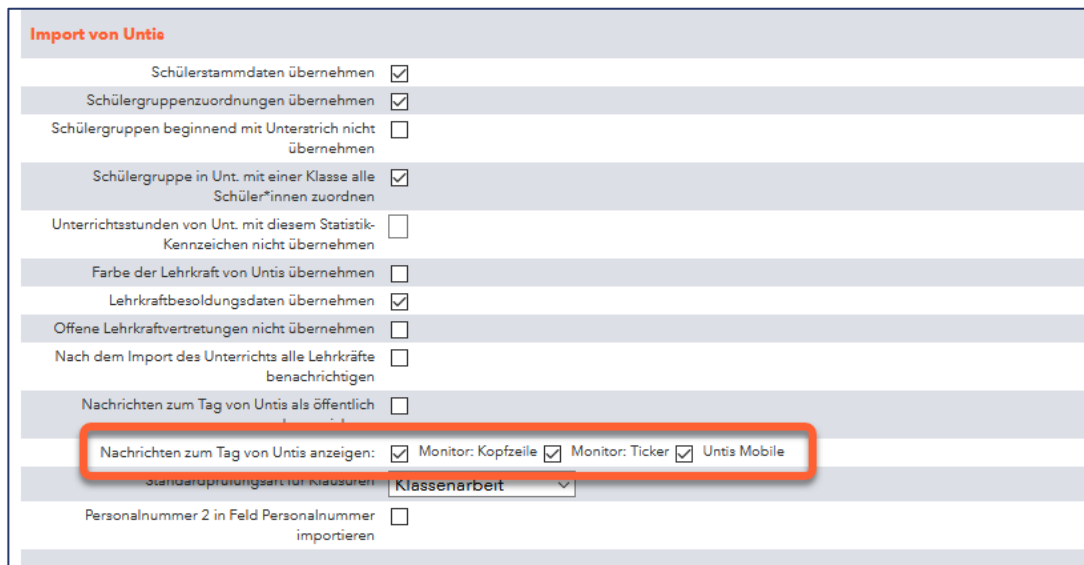 Import von Untis
Schülerstammdaten übernehmen
Schülergruppenzuordnungen übernehmen
Schülergruppen beginnend mit Unterstrich nicht
übernehmen
Schülergruppe in Unt. mit einer Klasse alle
Schüler*innen zuordnen
Unterrichtsstunden von Unt. mit diesem Statistik-
Kennzeichen nicht übernehmen
Farbe der Lehrkraft von Untis übernehmen
Lehrkraftbesoldungsdaten übernehmen
Offene Lehrkraftvertretungen nicht übernehmen
Nach dem Import des Unterrichts alle Lehrkräfte
benachrichtigen
Nachrichten zum Tag von Untis als öffentlich
Nachrichten zum Tag von Untis anzeigen: Monitor: Kopfzeile Monitor: Ticker Untis Mobile
Standardprüfungsart für Klausuren Klassenarbeit
Personalnummer 2 in Feld Personalnummer
importieren